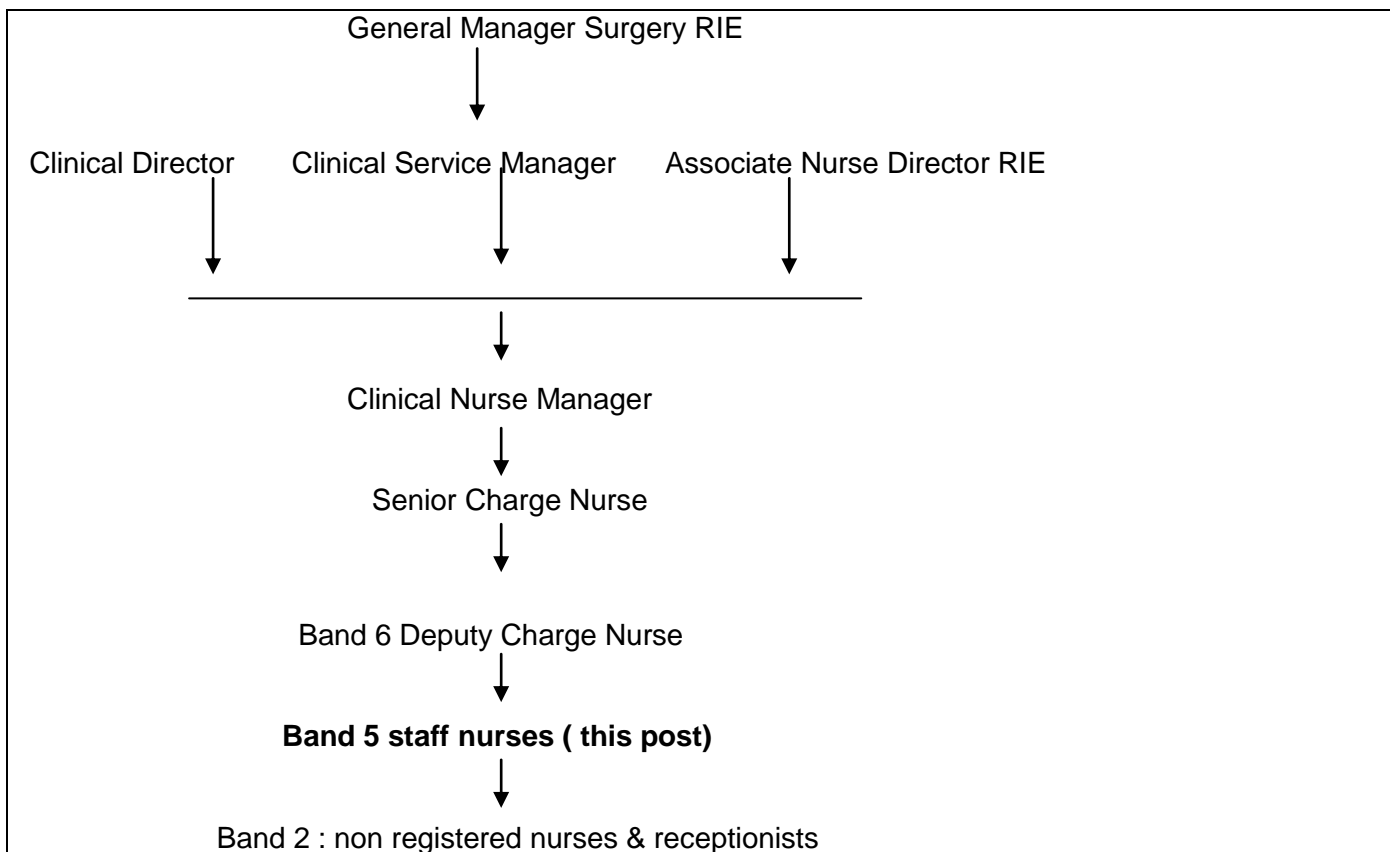 General Manager Surgery RIE
Clinical Director Clinical Service Manager Associate Nurse Director RIE
Clinical Nurse Manager
Senior Charge Nurse
Band 6 Deputy Charge Nurse
Band 5 staff nurses ( this post)
Band 2 : non registered nurses & receptionists